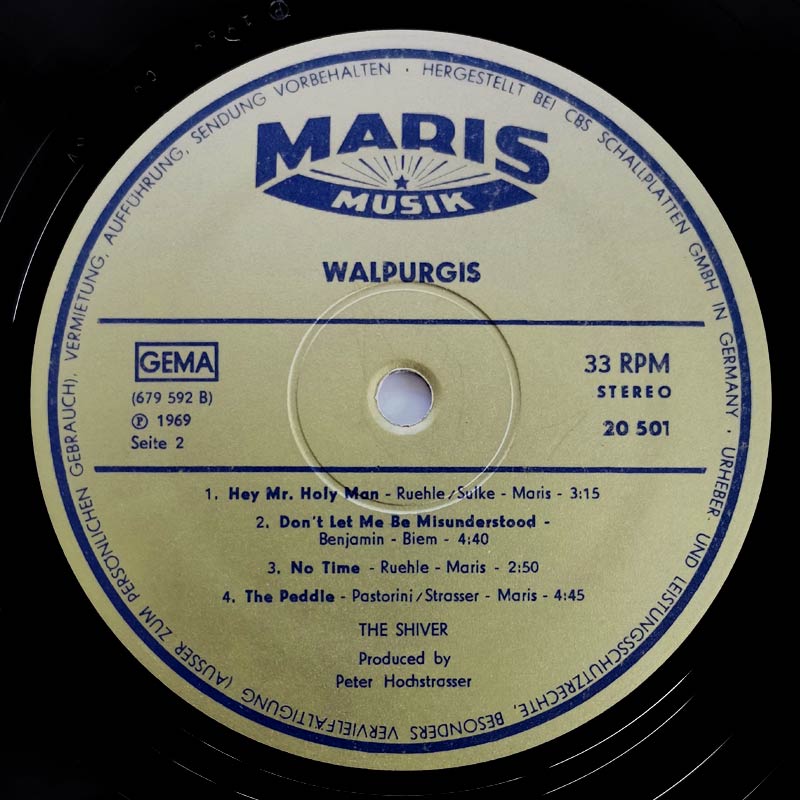 URHEBER- UND LEISTUNGSSCHUTZRECHTE, BESONDERS VERVIELFÄLTIGUNG (AUSSER ZUM PERSÖNLICHEN GEBRAUCH), VERMIETUNG, AUFFÜHRUNG, SENDUNG VORBEHALTEN · HERGESTELLT BEI CBS SCHALLPLATTEN GMBH IN GERMANY ·
MARIS
MUSIK
WALPURGIS
GEMA
(679 592 B)
℗ 1969
Seite 2
33 RPM
STEREO
20 501
1. Hey Mr. Holy Man - Ruehle/Sulke - Maris - 3:15
2. Don't Let Me Be Misunderstood -
Benjamin - Biem - 4:40
3. No Time - Ruehle - Maris - 2:50
4. The Peddle - Pastorini/Strasser - Maris - 4:45
THE SHIVER
Produced by
Peter Hochstrasser